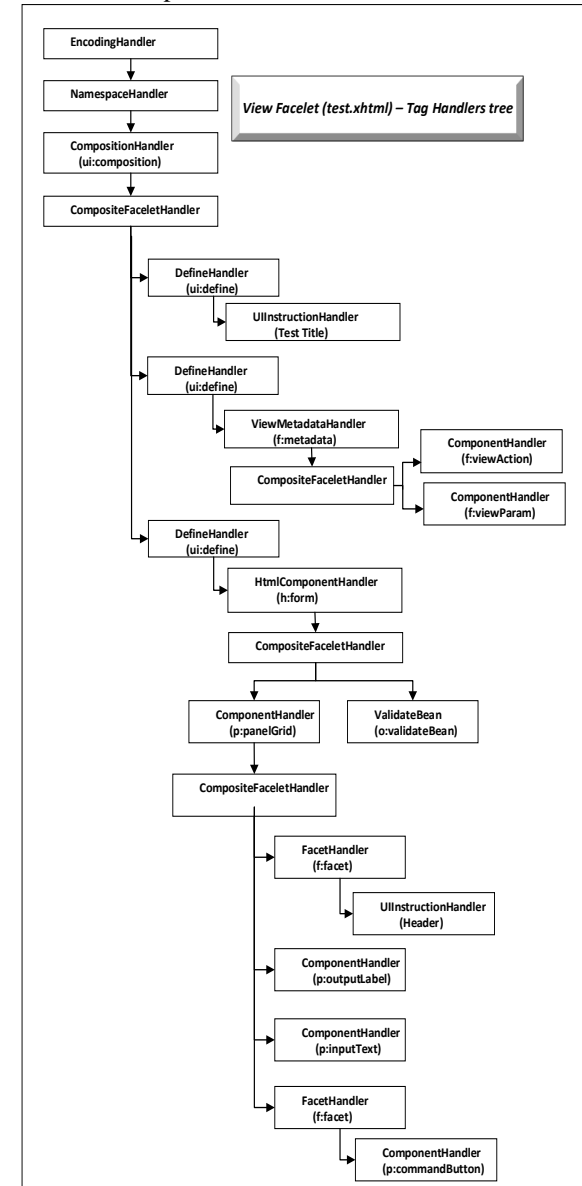 EncodingHandler
View Facelet (test.xhtml) – Tag Handlers tree
NamespaceHandler
CompositionHandler
(ui:composition)
CompositeFaceletHandler
DefineHandler
(ui:define)
UIInstructionHandler
(Test Title)
DefineHandler
(ui:define)
ViewMetadataHandler
(f:metadata)
CompositeFaceletHandler
ComponentHandler
(f:viewAction)
ComponentHandler
(f:viewParam)
DefineHandler
(ui:define)
HtmlComponentHandler
(h:form)
CompositeFaceletHandler
ComponentHandler
(p:panelGrid)
ValidateBean
(o:validateBean)
CompositeFaceletHandler
FacetHandler
(f:facet)
UIInstructionHandler
(Header)
ComponentHandler
(p:outputLabel)
ComponentHandler
(p:inputText)
FacetHandler
(f:facet)
ComponentHandler
(p:commandButton)